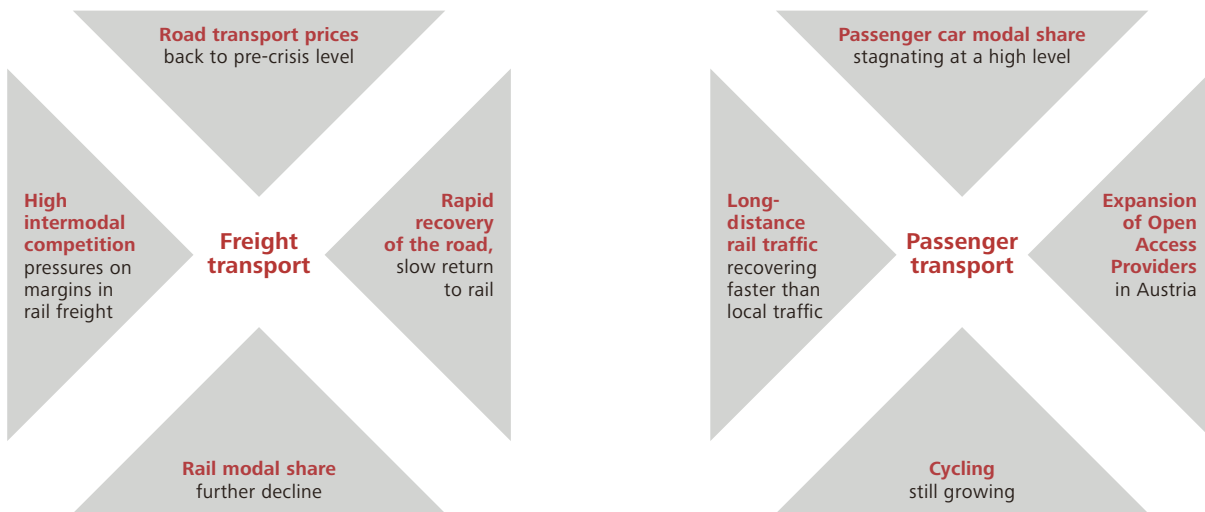 Road transport prices
back to pre-crisis level
High
intermodal
competition
pressures on
margins in
rail freight
Freight
transport
Rapid
recovery
of the road,
slow return
to rail
Rail modal share
further decline
Passenger car modal share
stagnating at a high level
Long-
distance
rail traffic
recovering
faster than
local traffic
Passenger
transport
Expansion
of Open
Access
Providers
in Austria
Cycling
still growing